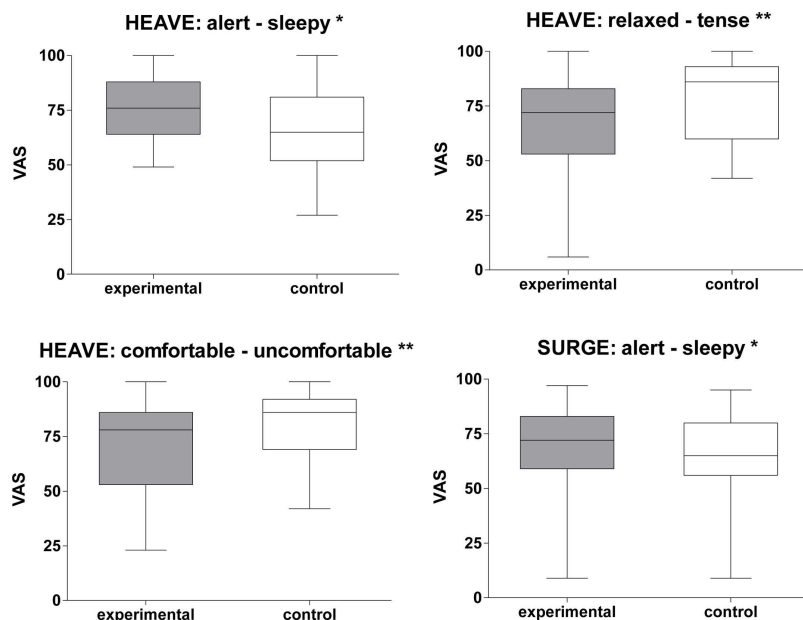 HEAVE: alert - sleepy *
100
75
50
25
0
VAS
experimental control
HEAVE: relaxed - tense **
100
75
50
25
0
VAS
experimental control
HEAVE: comfortable - uncomfortable **
100
75
50
25
0
VAS
experimental control
SURGE: alert - sleepy *
100
75
50
25
0
VAS
experimental control